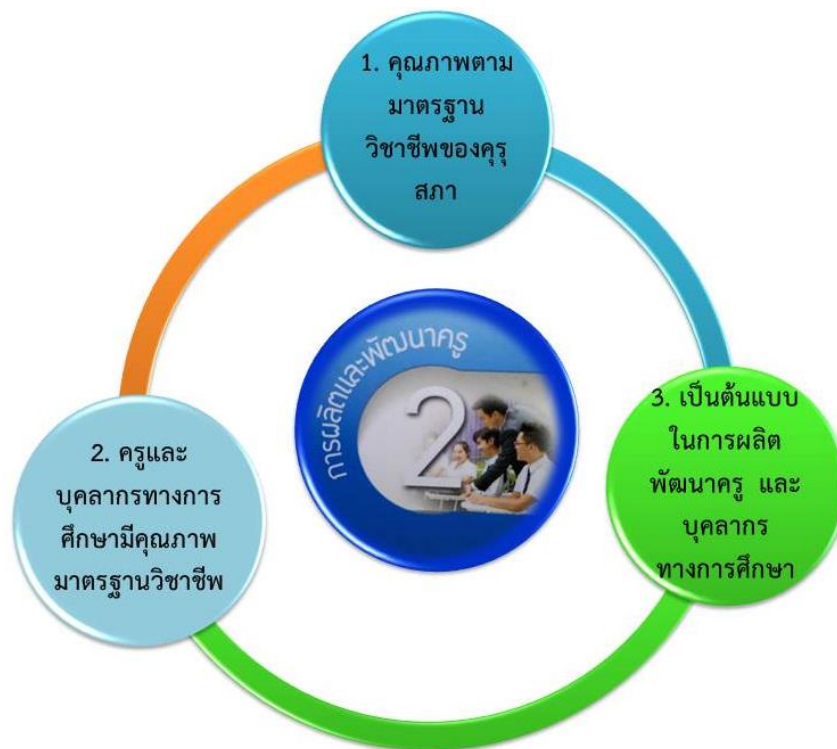 1. คุณภาพตาม
มาตรฐาน
วิชาชีพของคุรุ
สภา
การผลิตและพัฒนาครู
2
2. ครูและ
บุคลากรทางการ
ศึกษามีคุณภาพ
มาตรฐานวิชาชีพ
3. เป็นต้นแบบ
ในการผลิต
พัฒนาครู และ
บุคลากร
ทางการศึกษา